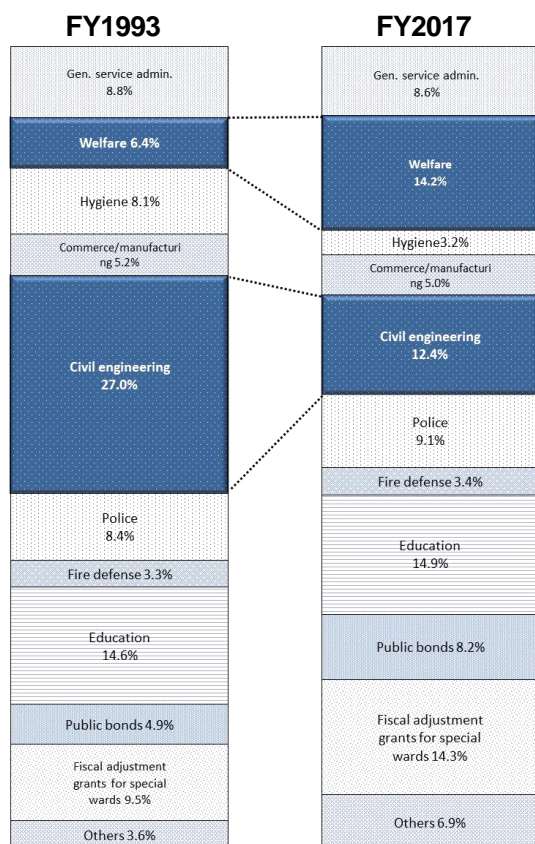 FY1993
FY2017
Gen. service admin.
8.8%
Welfare 6.4%
Hygiene 8.1%
Commerce/manufacturi
ng 5.2%
Civil engineering
27.0%
Police
8.4%
Fire defense 3.3%
Education
14.6%
Public bonds 4.9%
Fiscal adjustment
grants for special
wards 9.5%
Others 3.6%
Gen. service admin.
8.6%
Welfare
14.2%
Hygiene3.2%
Commerce/manufacturi
ng 5.0%
Civil engineering
12.4%
Police
9.1%
Fire defense 3.4%
Education
14.9%
Public bonds 8.2%
Fiscal adjustment
grants for special
wards 14.3%
Others 6.9%